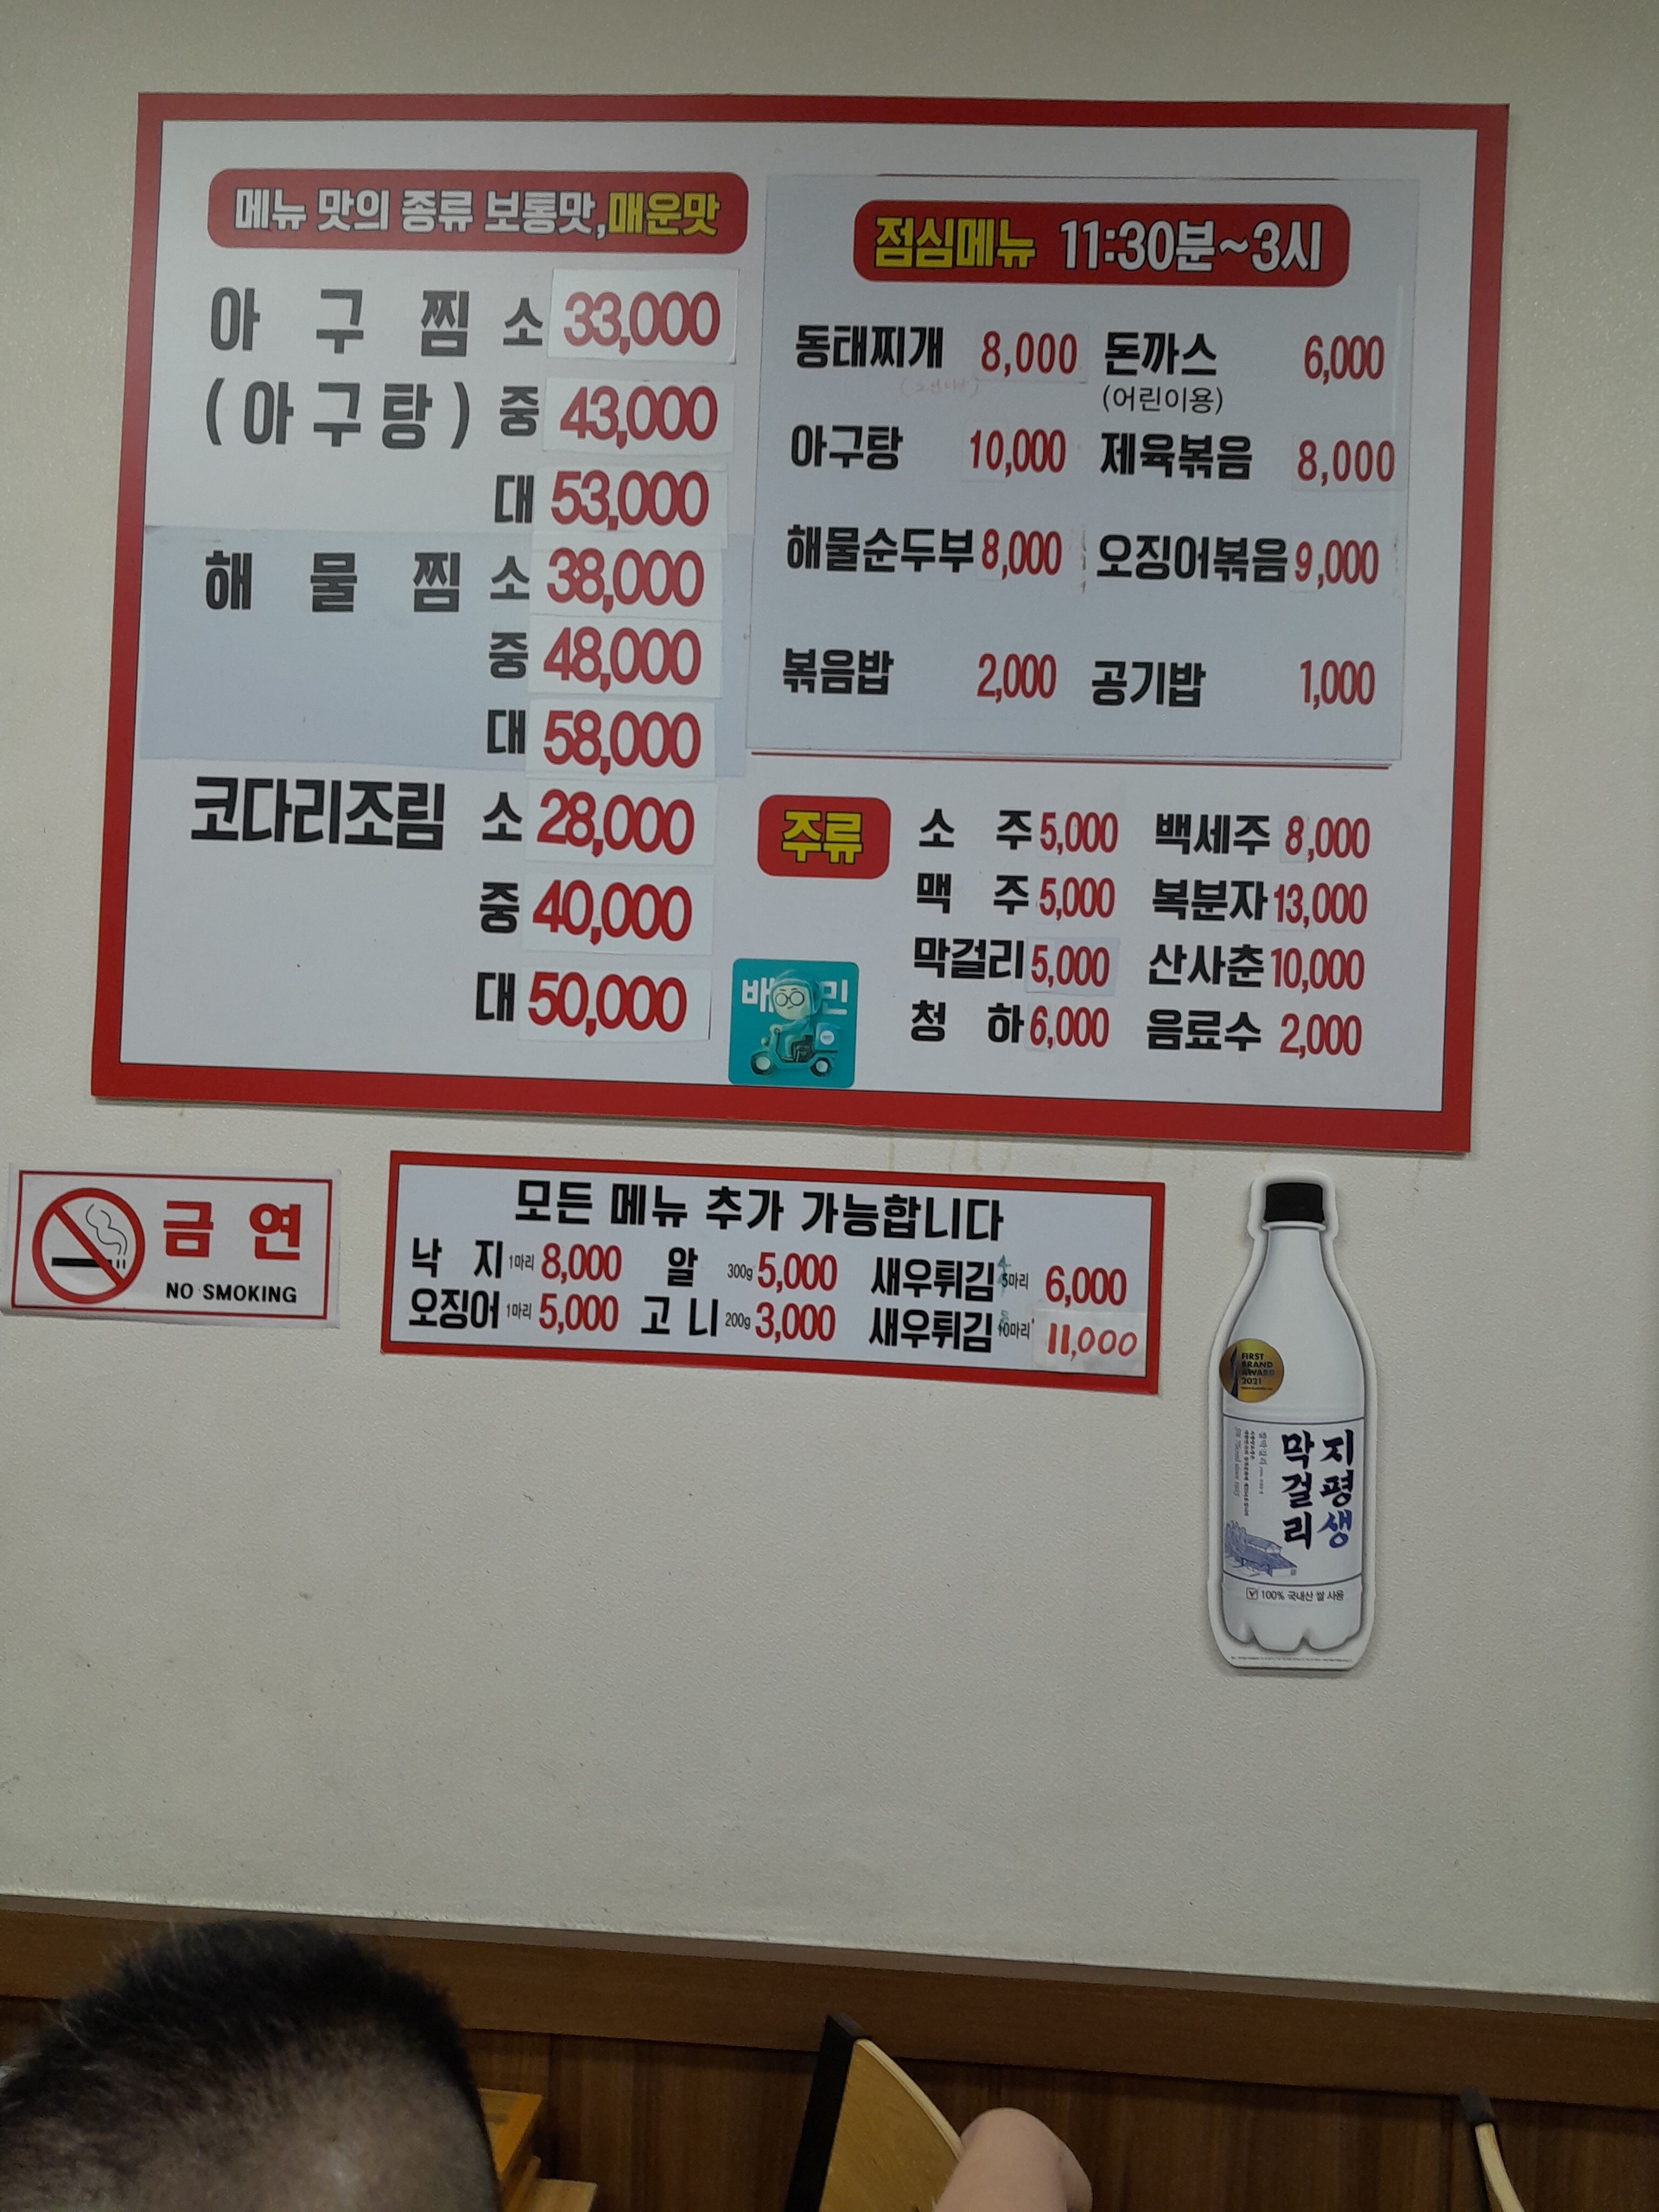 메뉴 맛의 종류 보통맛,매운맛
아 구 찜 소 33,000
(아구탕) 중 43,000
대 53,000
해 물 찜 소 38,000
중 48,000
대 58,000
코다리조림 소 28,000
중 40,000
대 50,000
점심메뉴 11:30분~3시
동태찌개 8,000 돈까스 6,000
(어린이용)
아구탕 10,000 제육볶음 8,000
해물순두부 8,000 오징어볶음 9,000
볶음밥 2,000 공기밥 1,000
주류
소 주 5,000 백세주 8,000
맥 주 5,000 복분자 13,000
막걸리 5,000 산사춘 10,000
청 하 6,000 음료수 2,000
배 민
금 연
NO SMOKING
모든 메뉴 추가 가능합니다
낙 지 1마리 8,000 알 300g 5,000 새우튀김 마리 6,000
오징어 1마리 5,000 고 니 200g 3,000 새우튀김 마리 11,000
FIRST
BRAND
AWARD
2021
지평생
막걸리
100% 국내산 쌀 사용